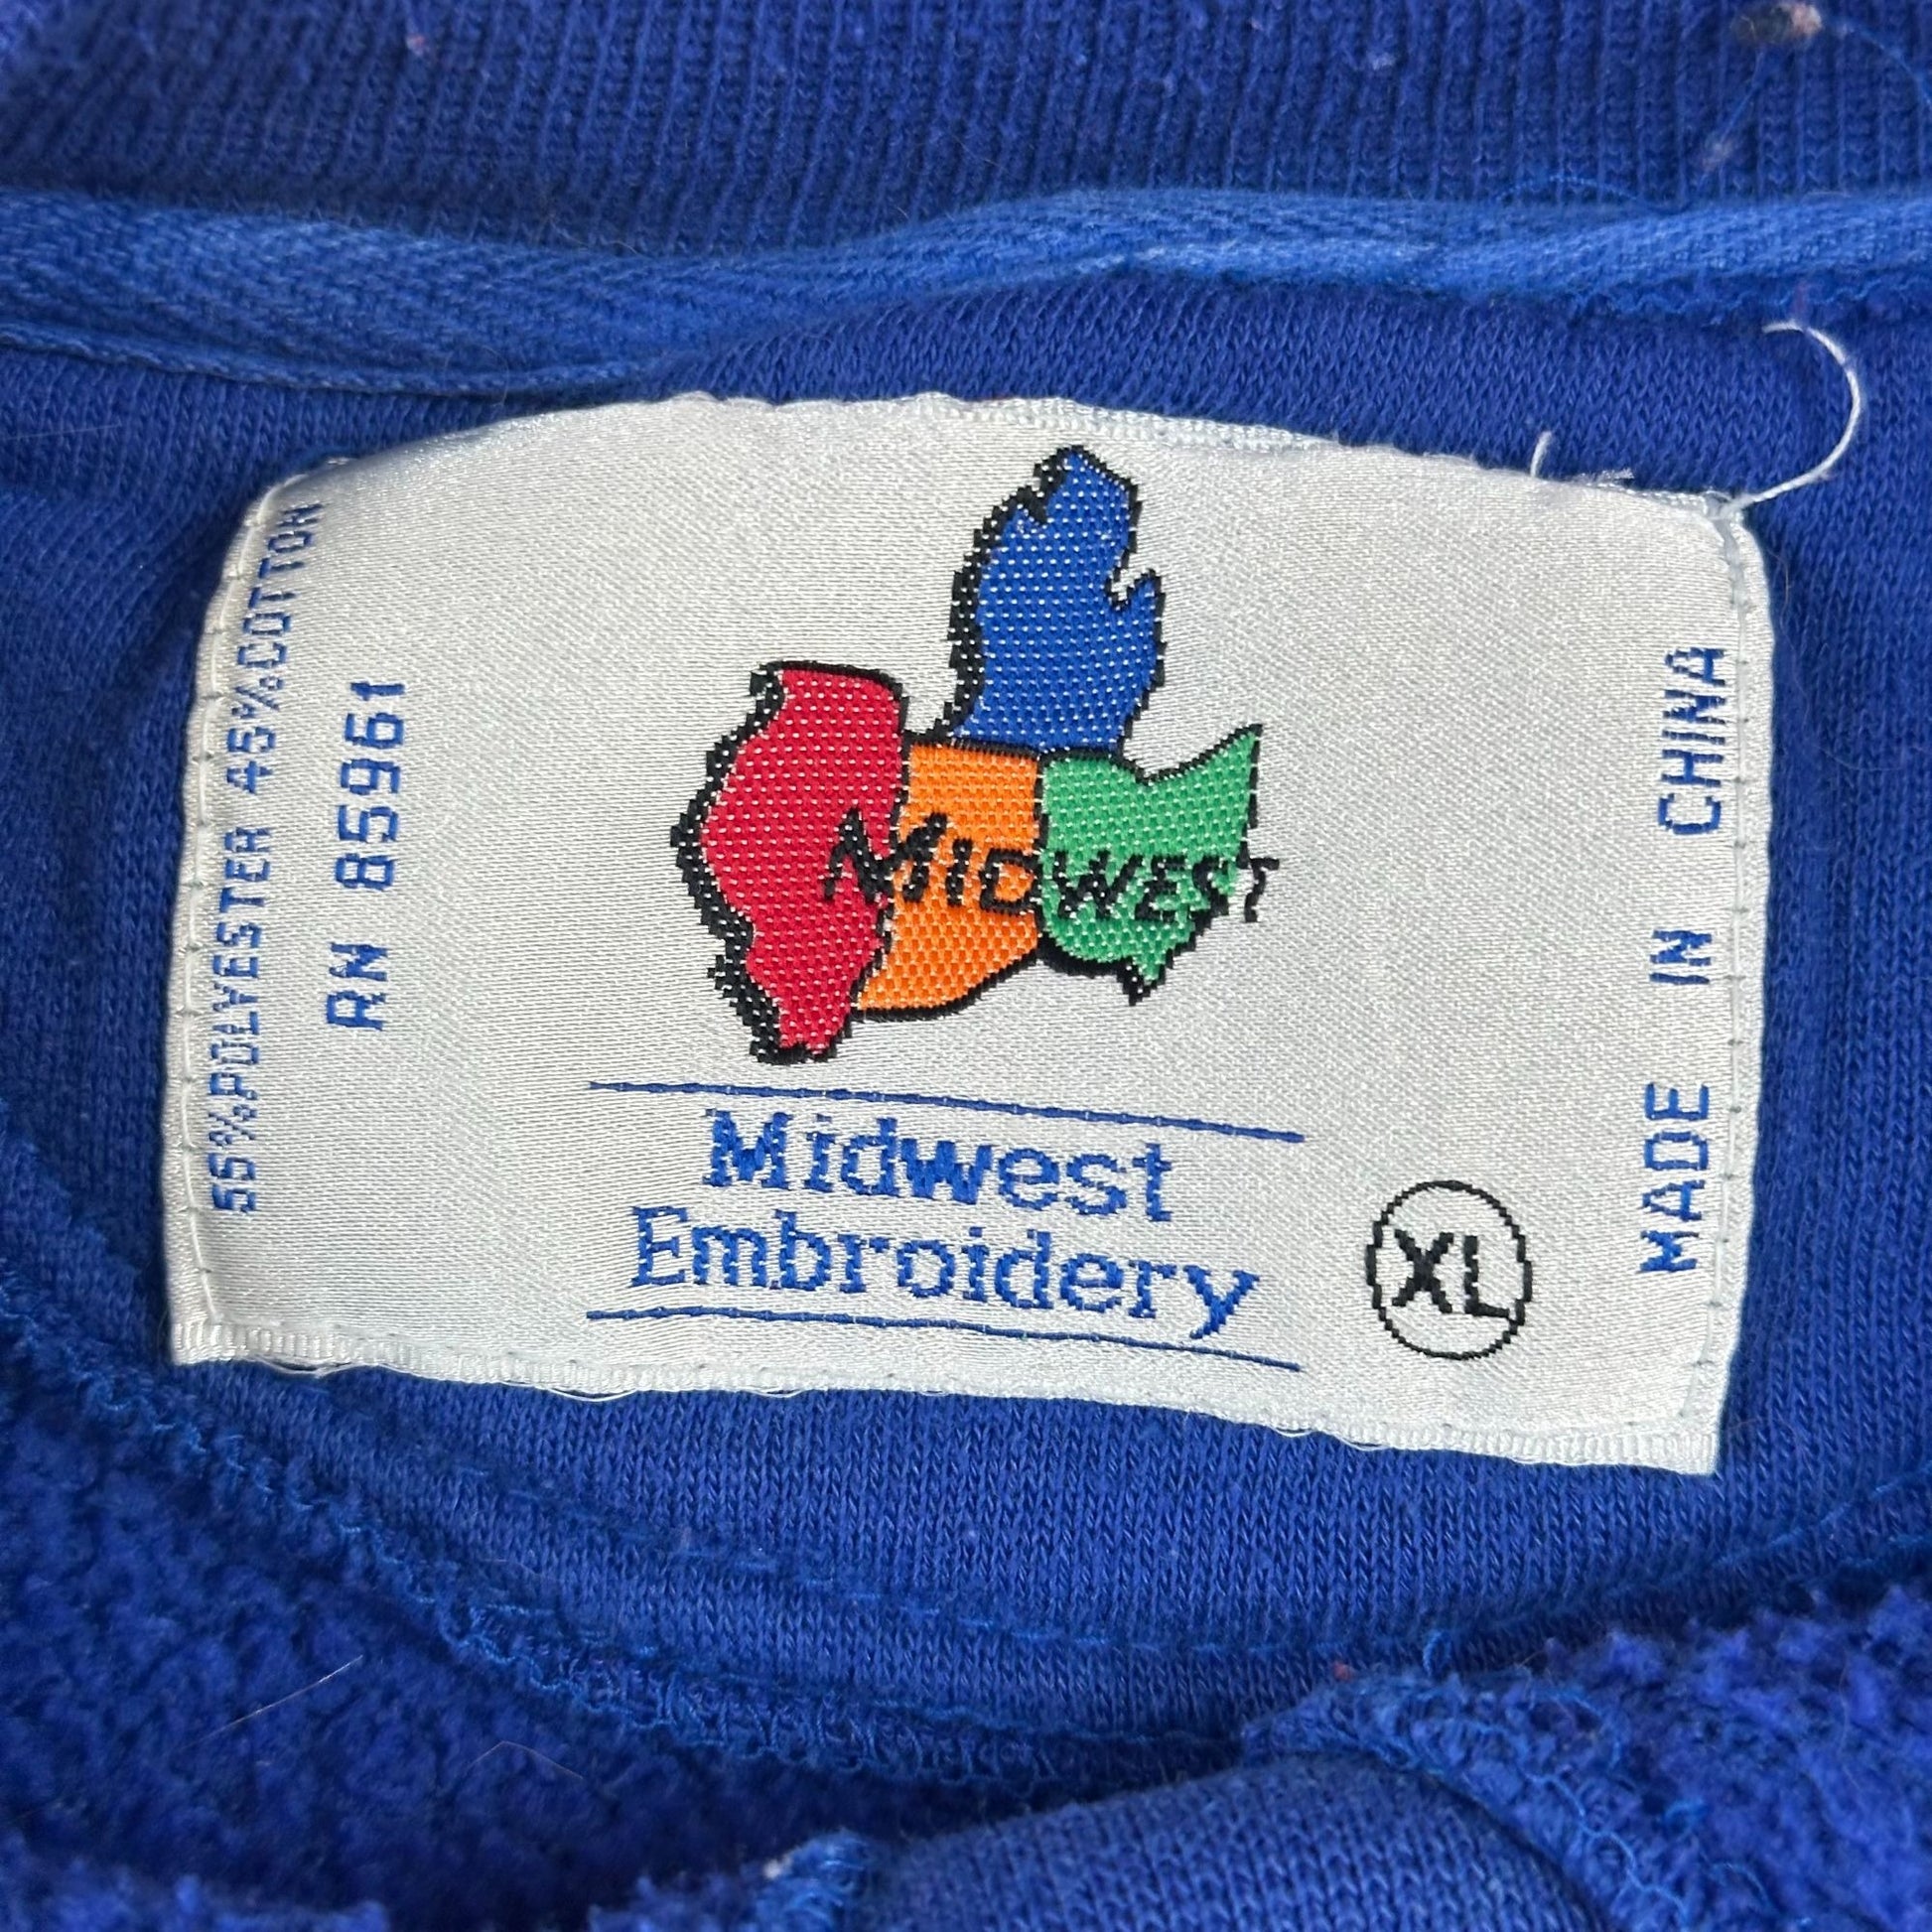 55%POLYESTER 45%COTTON
RN 85961
MIDWEST
Midwest
Embroidery
XL
MADE IN CHINA